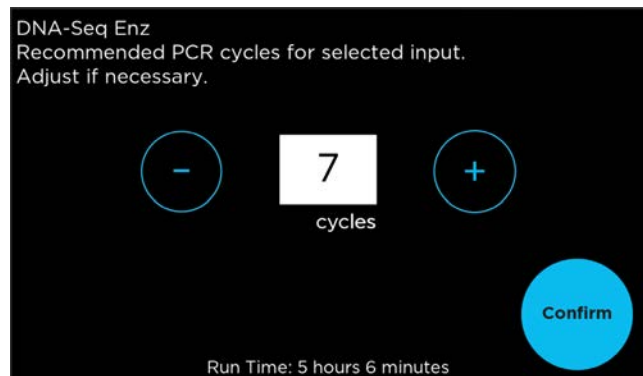 DNA-Seq Enz
Recommended PCR cycles for selected input.
Adjust if necessary.
- 7 +
cycles
Confirm
Run Time: 5 hours 6 minutes